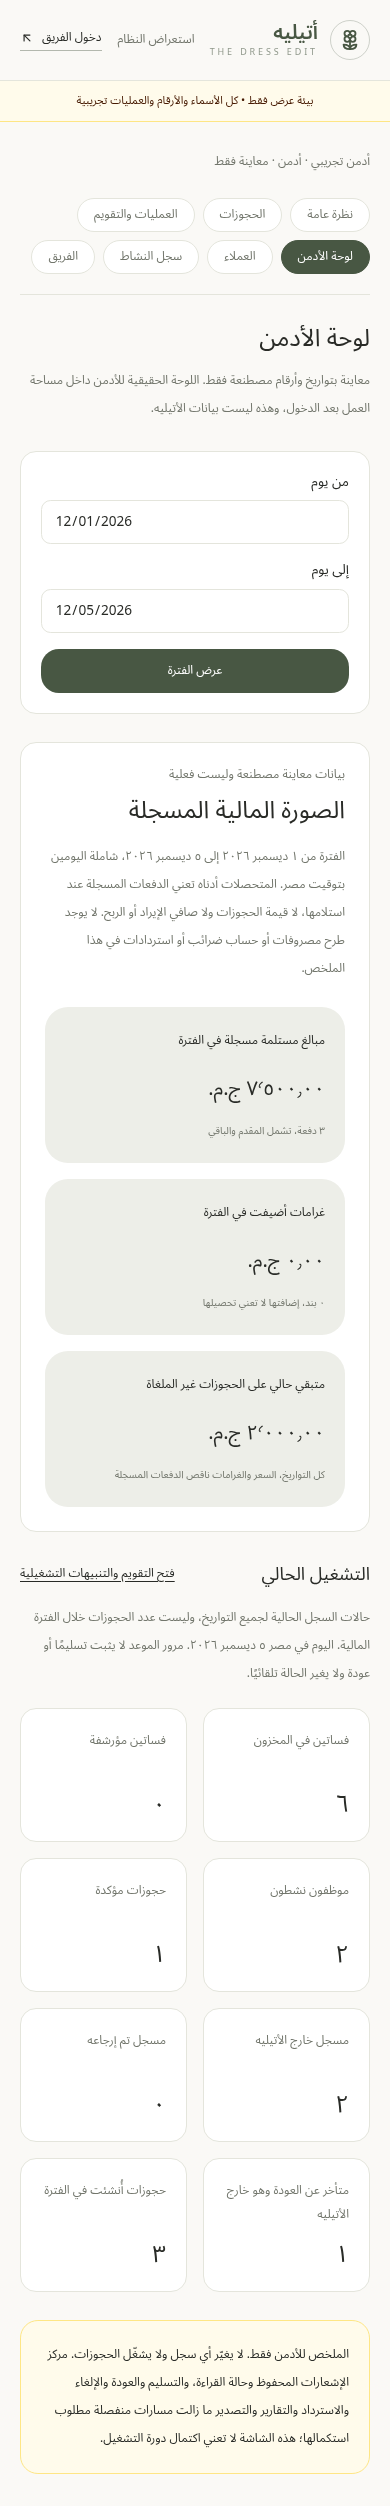 أتيليه
THE DRESS EDIT
استعراض النظام
دخول الفريق
بيئة عرض فقط • كل الأسماء والأرقام والعمليات تجريبية
أدمن تجريبي · أدمن · معاينة فقط
نظرة عامة
الحجوزات
العمليات والتقويم
لوحة الأدمن
العملاء
سجل النشاط
الفريق
لوحة الأدمن
معاينة بتواريخ وأرقام مصطنعة فقط. اللوحة الحقيقية للأدمن داخل مساحة
العمل بعد الدخول، وهذه ليست بيانات الأتيليه.
من يوم
12/01/2026
إلى يوم
12/05/2026
عرض الفترة
بيانات معاينة مصطنعة وليست فعلية
الصورة المالية المسجلة
الفترة من ١ ديسمبر ٢٠٢٦ إلى ٥ ديسمبر ٢٠٢٦، شاملة اليومين
بتوقيت مصر. المتحصلات أدناه تعني الدفعات المسجلة عند
استلامها، لا قيمة الحجوزات ولا صافي الإيراد أو الربح. لا يوجد
طرح مصروفات أو حساب ضرائب أو استردادات في هذا
الملخص.
مبالغ مستلمة مسجلة في الفترة
٧٬٥٠٠٫٠٠ ج.م.
٣ دفعة، تشمل المقدم والباقي
غرامات أضيفت في الفترة
٠٫٠٠ ج.م.
٠ بند، إضافتها لا تعني تحصيلها
متبقي حالي على الحجوزات غير الملغاة
٢٬٠٠٠٫٠٠ ج.م.
كل التواريخ، السعر والغرامات ناقص الدفعات المسجلة
التشغيل الحالي
فتح التقويم والتنبيهات التشغيلية
حالات السجل الحالية لجميع التواريخ، وليست عدد الحجوزات خلال الفترة
المالية. اليوم في مصر ٥ ديسمبر ٢٠٢٦. مرور الموعد لا يثبت تسليمًا أو
عودة ولا يغير الحالة تلقائيًا.
فساتين في المخزون
٦
فساتين مؤرشفة
٠
موظفون نشطون
٢
حجوزات مؤكدة
١
مسجل خارج الأتيليه
٢
مسجل تم إرجاعه
٠
متأخر عن العودة وهو خارج
الأتيليه
١
حجوزات أُنشئت في الفترة
٣
الملخص للأدمن فقط. لا يغيّر أي سجل ولا يشغّل الحجوزات. مركز
الإشعارات المحفوظ وحالة القراءة، والتسليم والعودة والإلغاء
والاسترداد والتقارير والتصدير ما زالت مسارات منفصلة مطلوب
استكمالها؛ هذه الشاشة لا تعني اكتمال دورة التشغيل.